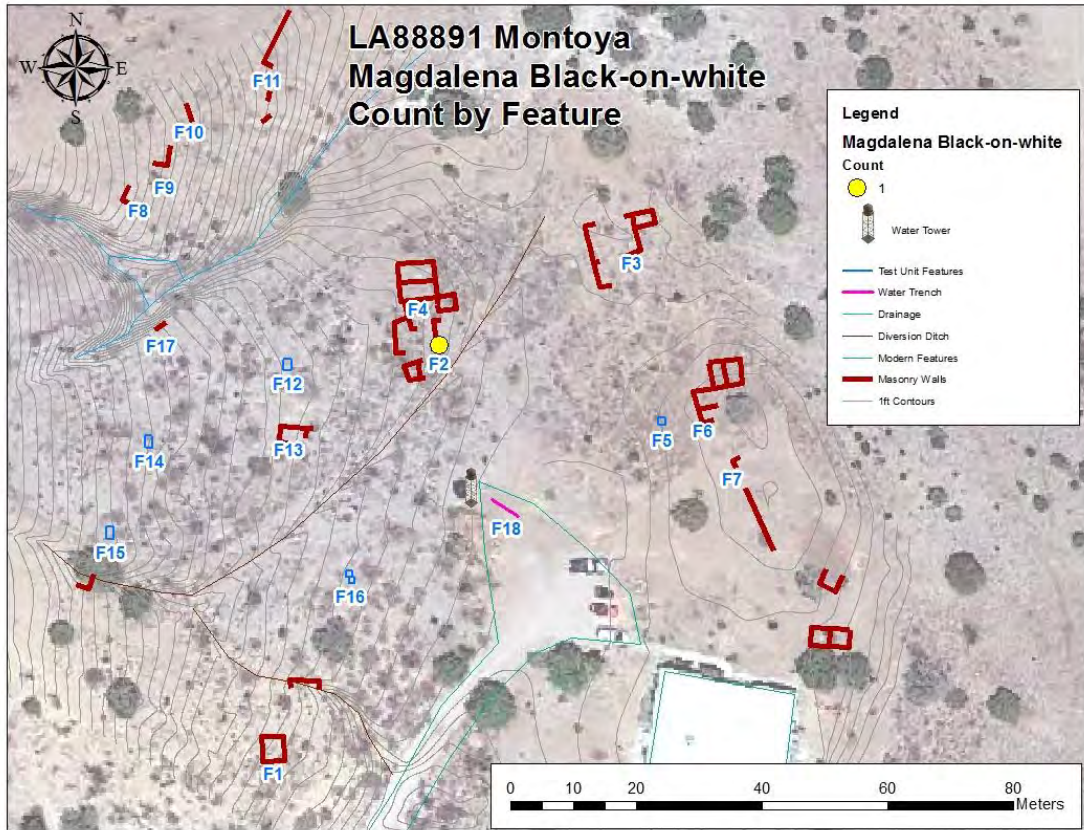 LA88891 Montoya
Magdalena Black-on-white
Count by Feature
N
W E
S
F11
F10
F9
F8
F3
F4
F2
F17
F12
F13
F14
F5
F6
F7
F18
F15
F16
F1
Legend
Magdalena Black-on-white
Count
1
Water Tower
Test Unit Features
Water Trench
Drainage
Diversion Ditch
Modern Features
Masonry Walls
1ft Contours
0 10 20 40 60 80
Meters